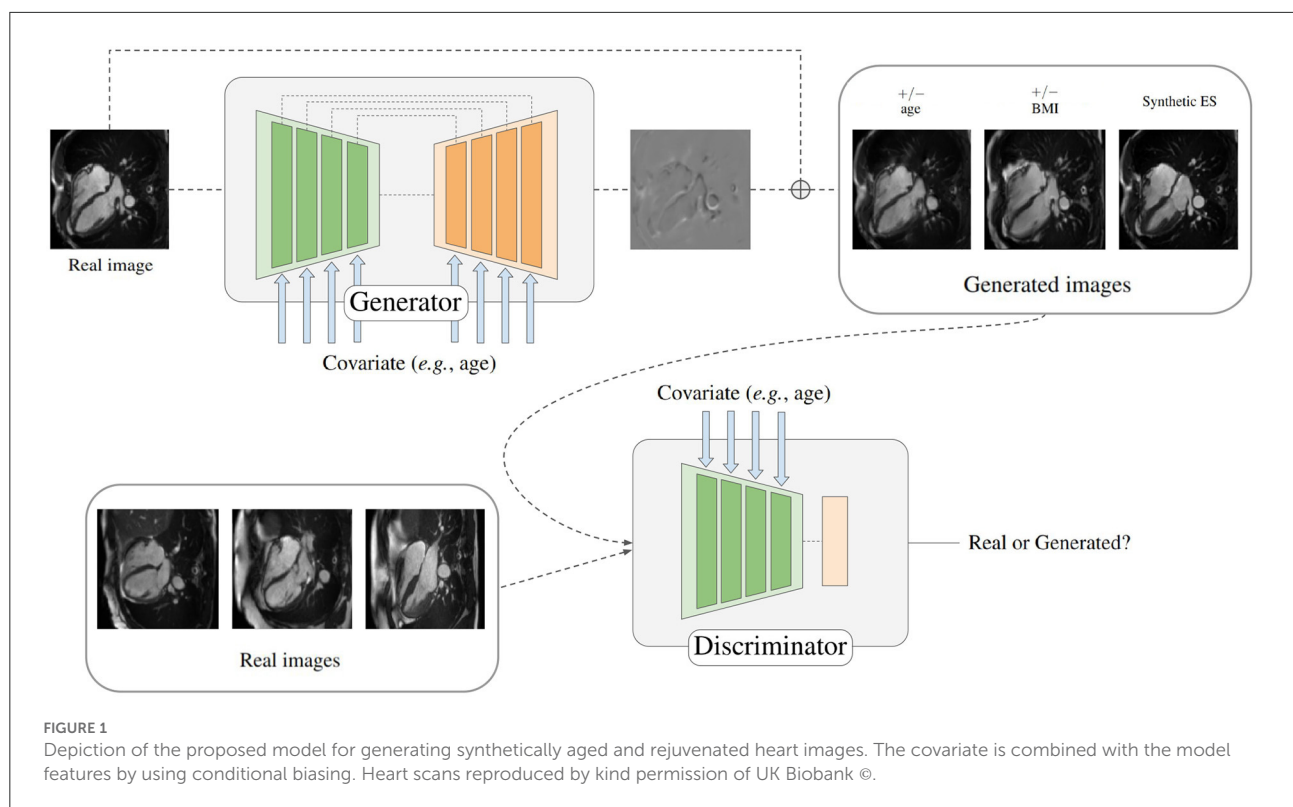 +/−
age
+/−
BMI
Synthetic ES
Real image
Generator
Generated images
Covariate (e.g., age)
Covariate (e.g., age)
Real or Generated?
Real images
Discriminator
FIGURE 1
Depiction of the proposed model for generating synthetically aged and rejuvenated heart images. The covariate is combined with the model
features by using conditional biasing. Heart scans reproduced by kind permission of UK Biobank ©.